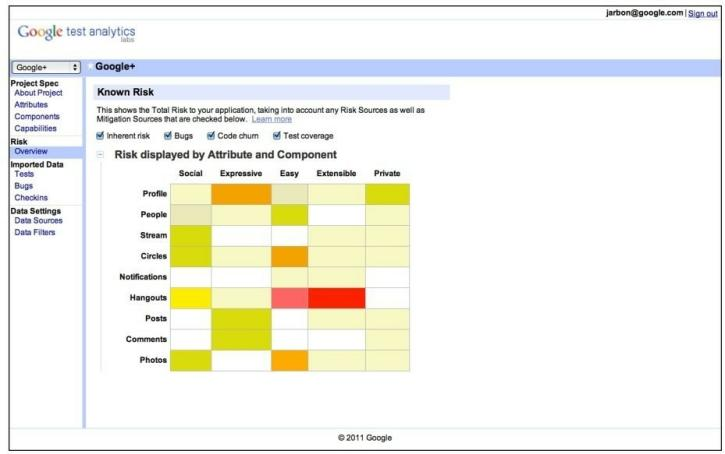 jarbon@google.com | Sign out
Google test analytics
labs
Google+
Google+
Project Spec
About Project
Attributes
Components
Capabilities
Risk
Overview
Imported Data
Tests
Bugs
Checkins
Data Settings
Data Sources
Data Filters
Known Risk
This shows the Total Risk to your application, taking into account any Risk Sources as well as
Mitigation Sources that are checked below. Learn more
Inherent risk Bugs Code churn Test coverage
Risk displayed by Attribute and Component
Social Expressive Easy Extensible Private
Profile
People
Stream
Circles
Notifications
Hangouts
Posts
Comments
Photos
© 2011 Google